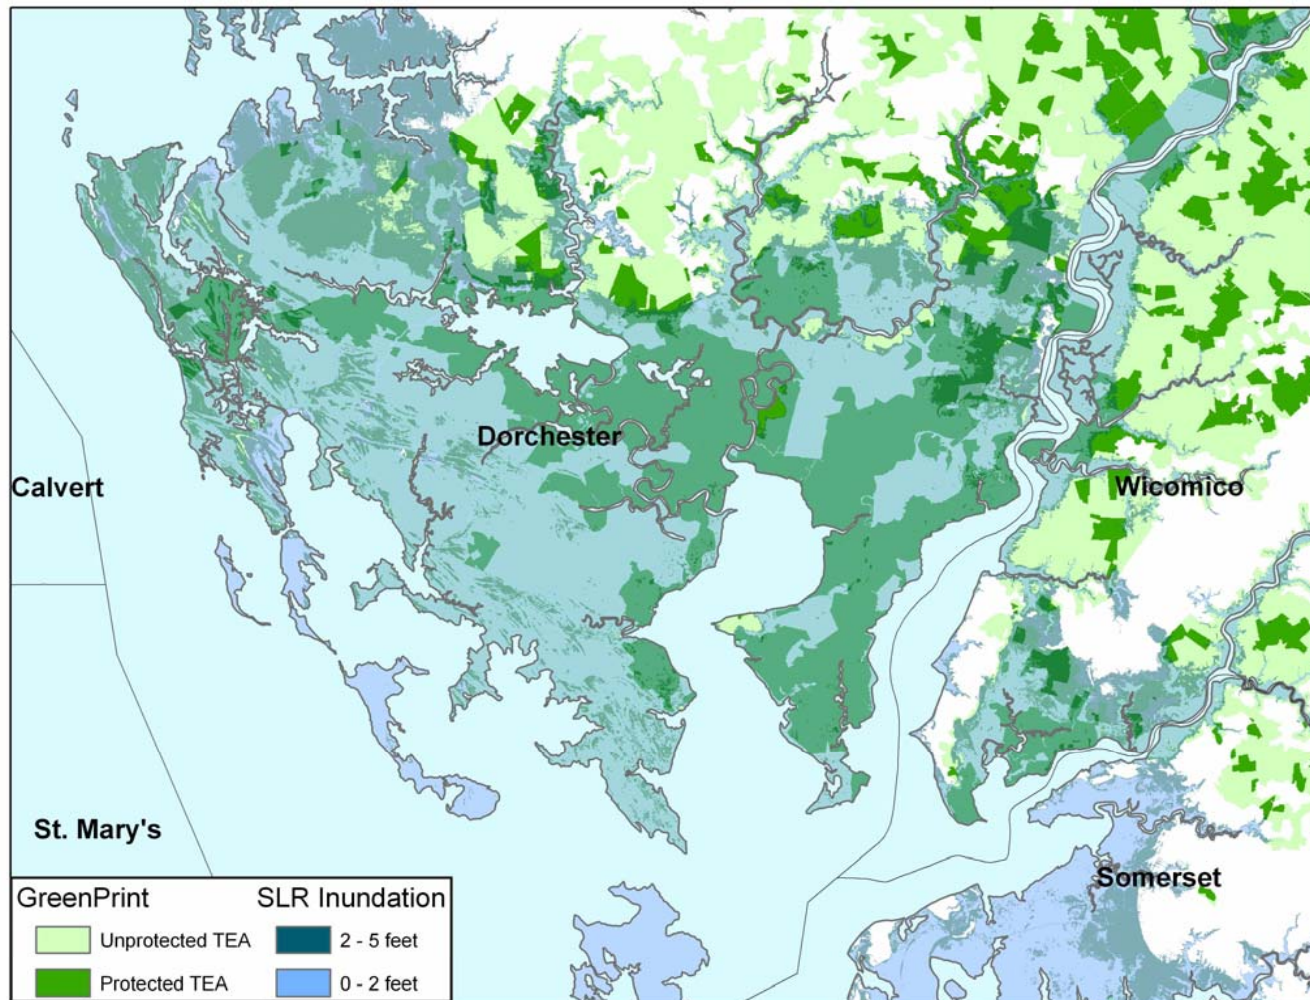 Dorchester
Calvert
Wicomico
St. Mary's
Somerset
GreenPrint SLR Inundation
Unprotected TEA 2 - 5 feet
Protected TEA 0 - 2 feet